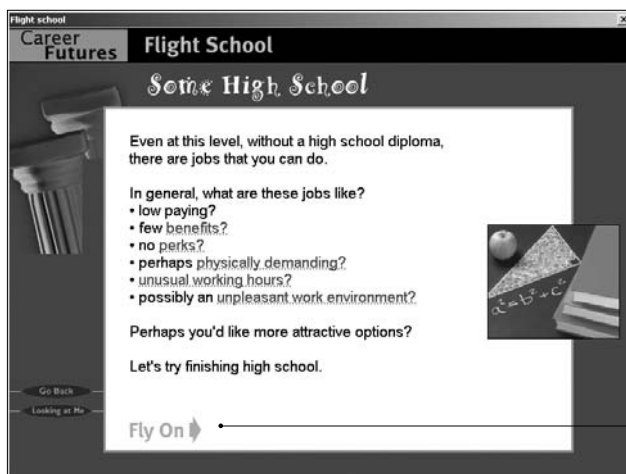 Flight school
Career
Futures
Flight School
Some High School
Even at this level, without a high school diploma,
there are jobs that you can do.
In general, what are these jobs like?
• low paying?
• few benefits?
• no perks?
• perhaps physically demanding?
• unusual working hours?
• possibly an unpleasant work environment?
a² = b² + c²
Perhaps you'd like more attractive options?
Let's try finishing high school.
Go Back
Looking at Me
Fly On